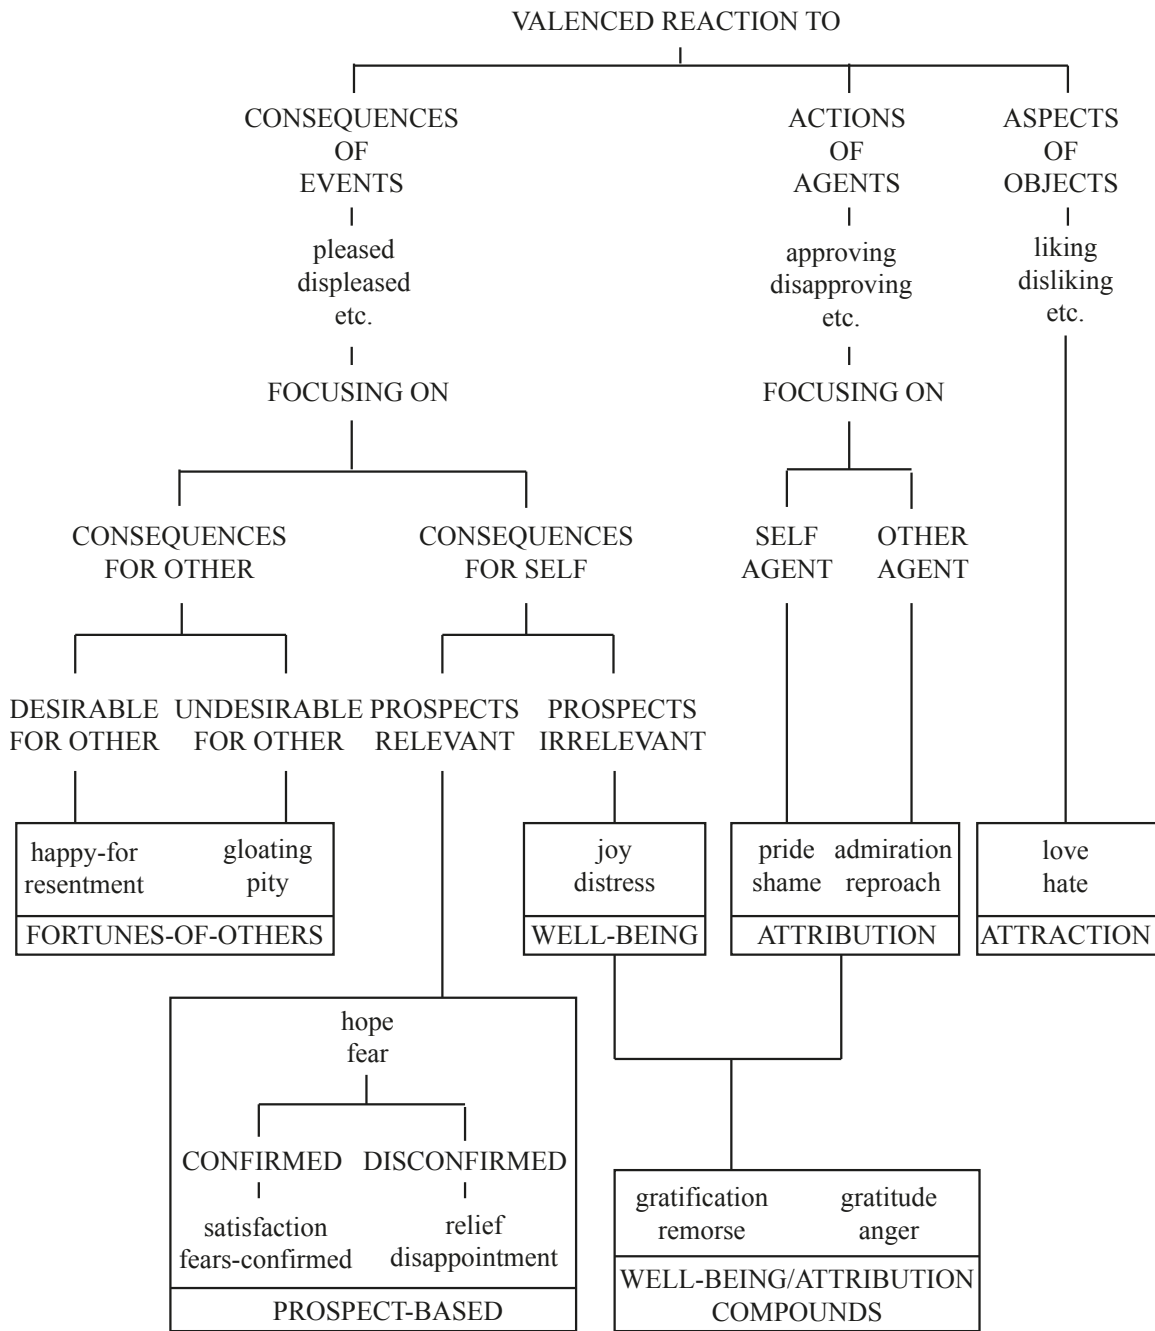 VALENCED REACTION TO
CONSEQUENCES
OF
EVENTS
ACTIONS
OF
AGENTS
ASPECTS
OF
OBJECTS
pleased
displeased
etc.
approving
disapproving
etc.
liking
disliking
etc.
FOCUSING ON
FOCUSING ON
CONSEQUENCES
FOR OTHER
CONSEQUENCES
FOR SELF
SELF
AGENT
OTHER
AGENT
DESIRABLE
FOR OTHER
UNDESIRABLE
FOR OTHER
PROSPECTS
RELEVANT
PROSPECTS
IRRELEVANT
happy-for
resentment
gloating
pity
FORTUNES-OF-OTHERS
joy
distress
WELL-BEING
pride
shame
admiration
reproach
ATTRIBUTION
love
hate
ATTRACTION
hope
fear
CONFIRMED
DISCONFIRMED
satisfaction
fears-confirmed
relief
disappointment
PROSPECT-BASED
gratification
remorse
gratitude
anger
WELL-BEING/ATTRIBUTION
COMPOUNDS